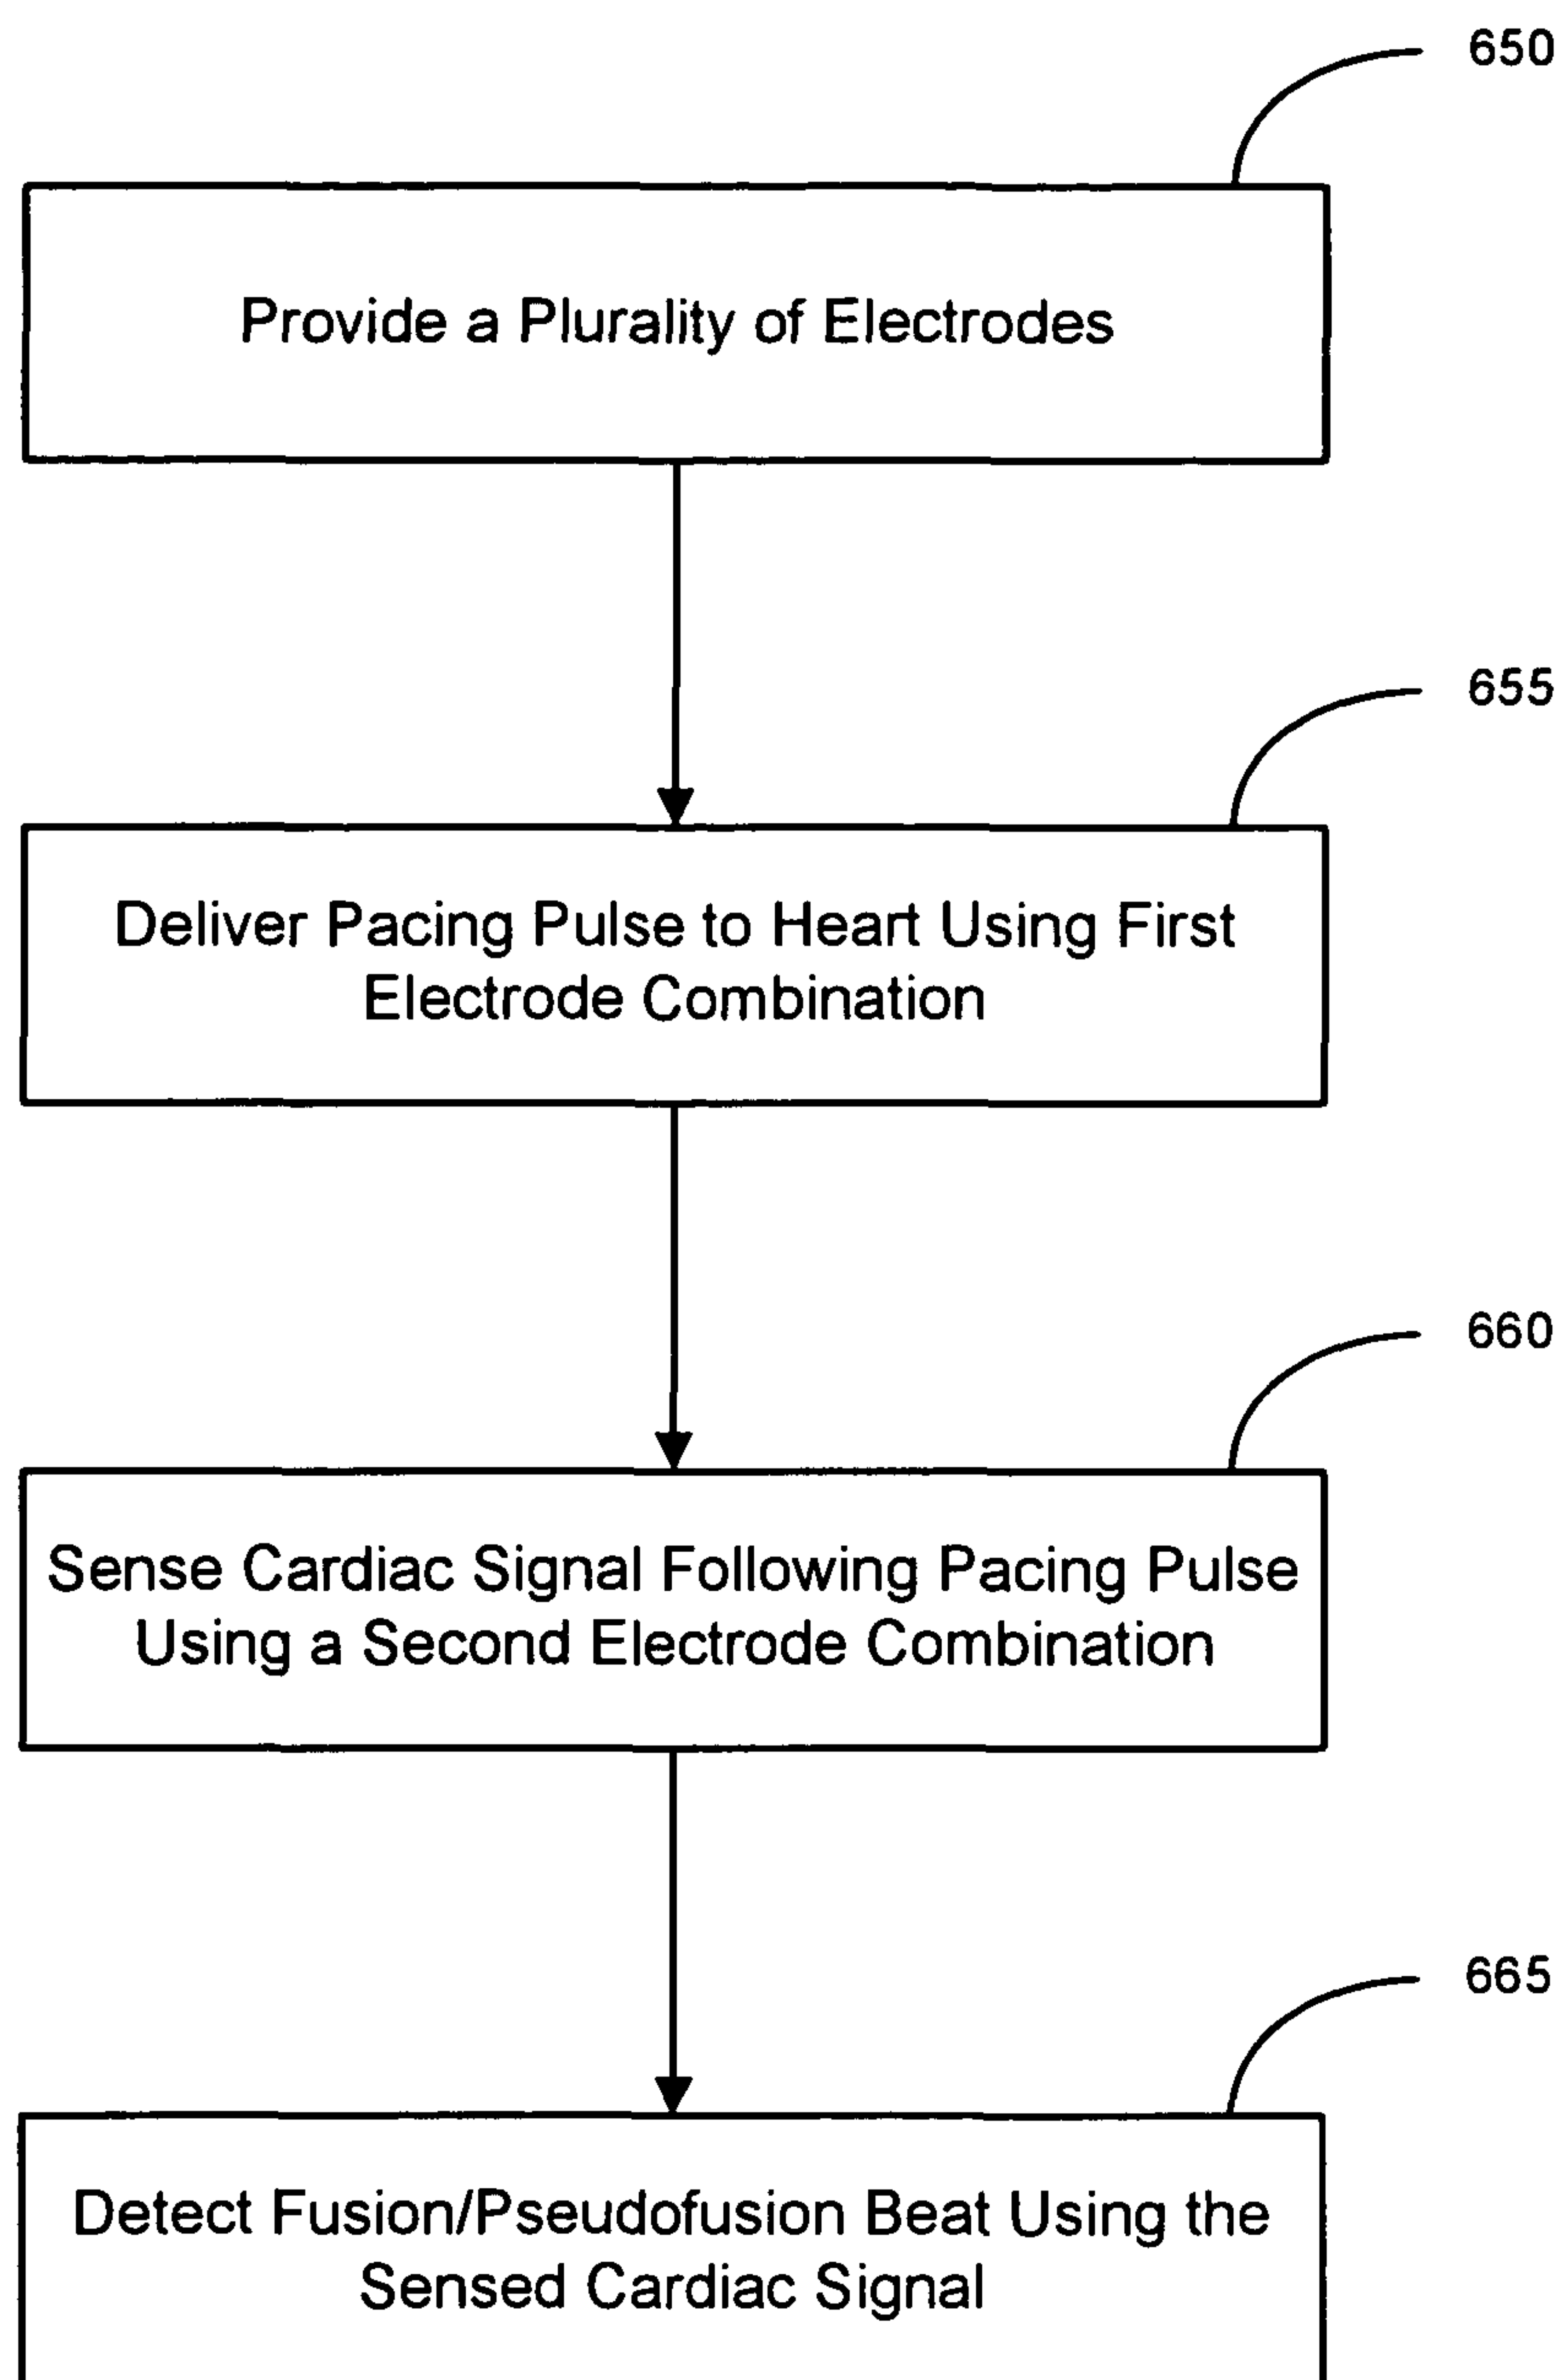 650
Provide a Plurality of Electrodes
655
Deliver Pacing Pulse to Heart Using First
Electrode Combination
660
Sense Cardiac Signal Following Pacing Pulse
Using a Second Electrode Combination
665
Detect Fusion/Pseudofusion Beat Using the
Sensed Cardiac Signal